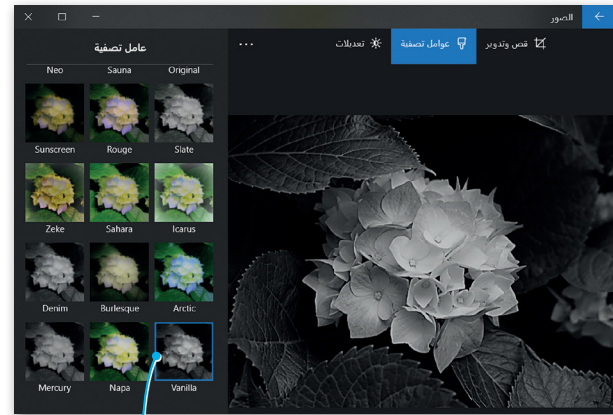 الصور
قص وتدوير
عوامل تصفية
تعديلات
...
عامل تصفية
Neo Sauna Original
Sunscreen Rouge Slate
Zeke Sahara Icarus
Denim Burlesque Arctic
Mercury Napa Vanilla